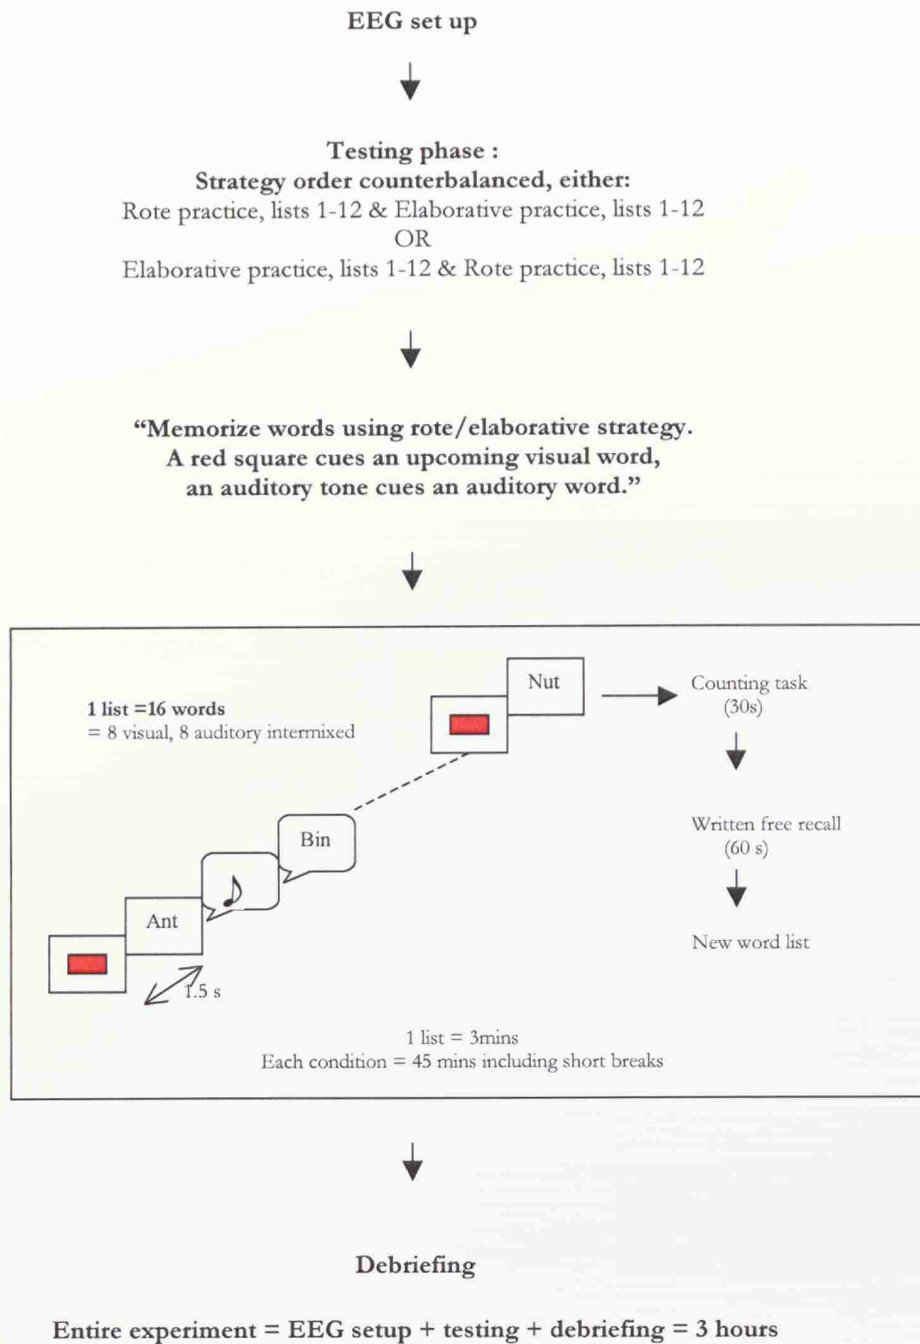 EEG set up
Testing phase :
Strategy order counterbalanced, either:
Rote practice, lists 1-12 & Elaborative practice, lists 1-12
OR
Elaborative practice, lists 1-12 & Rote practice, lists 1-12
“Memorize words using rote/elaborative strategy.
A red square cues an upcoming visual word,
an auditory tone cues an auditory word.”
1 list =16 words
= 8 visual, 8 auditory intermixed
Nut
Counting task
(30s)
Bin
Written free recall
(60 s)
Ant
New word list
1.5 s
1 list = 3mins
Each condition = 45 mins including short breaks
Debriefing
Entire experiment = EEG setup + testing + debriefing = 3 hours